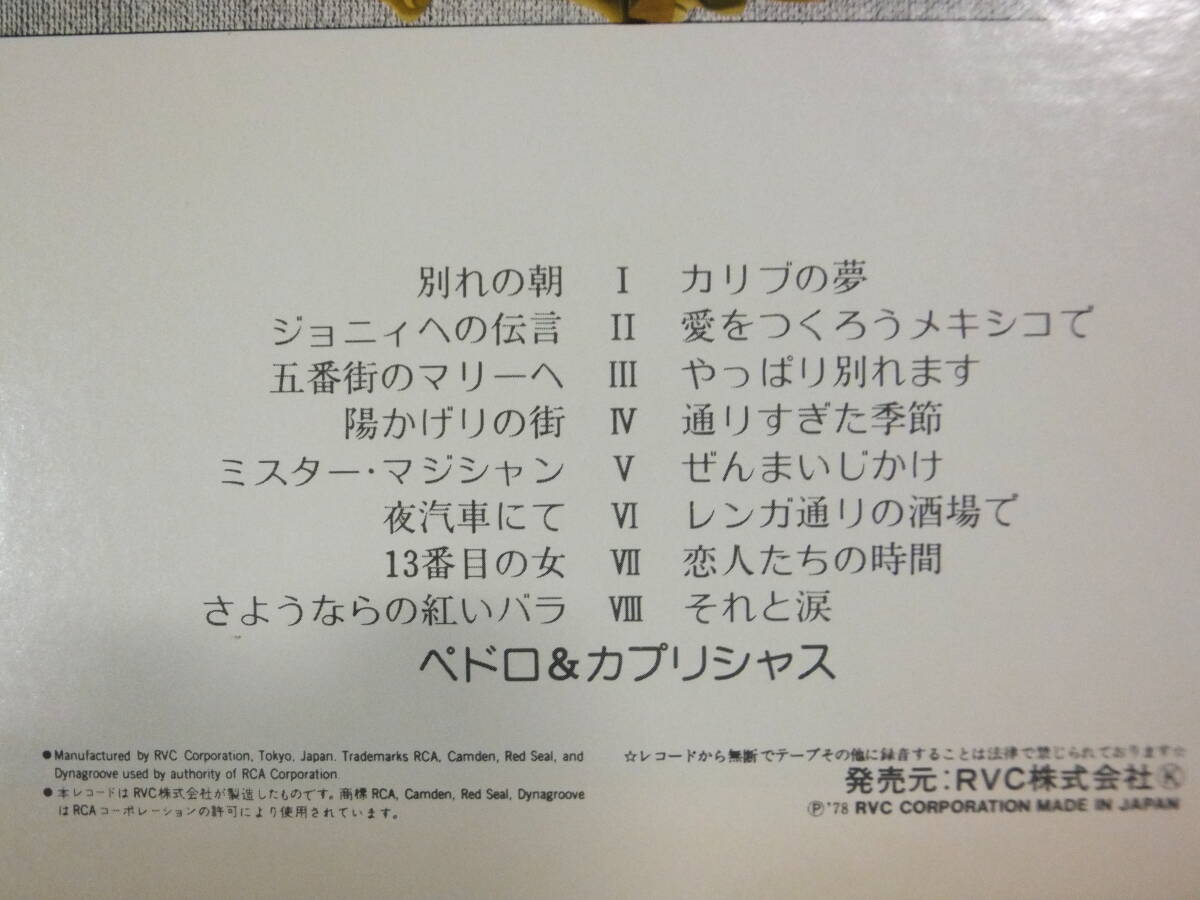 別れの朝 I カリブの夢
ジョニィへの伝言 II 愛をつくろうメキシコで
五番街のマリーへ III やっぱり別れます
陽かげりの街 IV 通りすぎた季節
ミスター・マジシャン V ぜんまいじかけ
夜汽車にて VI レンガ通りの酒場で
13番目の女 VII 恋人たちの時間
さようならの紅いバラ VIII それと涙
ペドロ&カプリシャス
●Manufactured by RVC Corporation, Tokyo, Japan. Trademarks RCA, Camden, Red Seal, and
Dynagroove used by authority of RCA Corporation.
●本レコードはRVC株式会社が製造したものです。商標RCA, Camden, Red Seal, Dynagroove
はRCAコーポレーションの許可により使用されています。
☆レコードから無断でテープその他に録音することは法律で禁じられております☆
発売元:RVC株式会社Ⓚ
Ⓟ'78 RVC CORPORATION MADE IN JAPAN